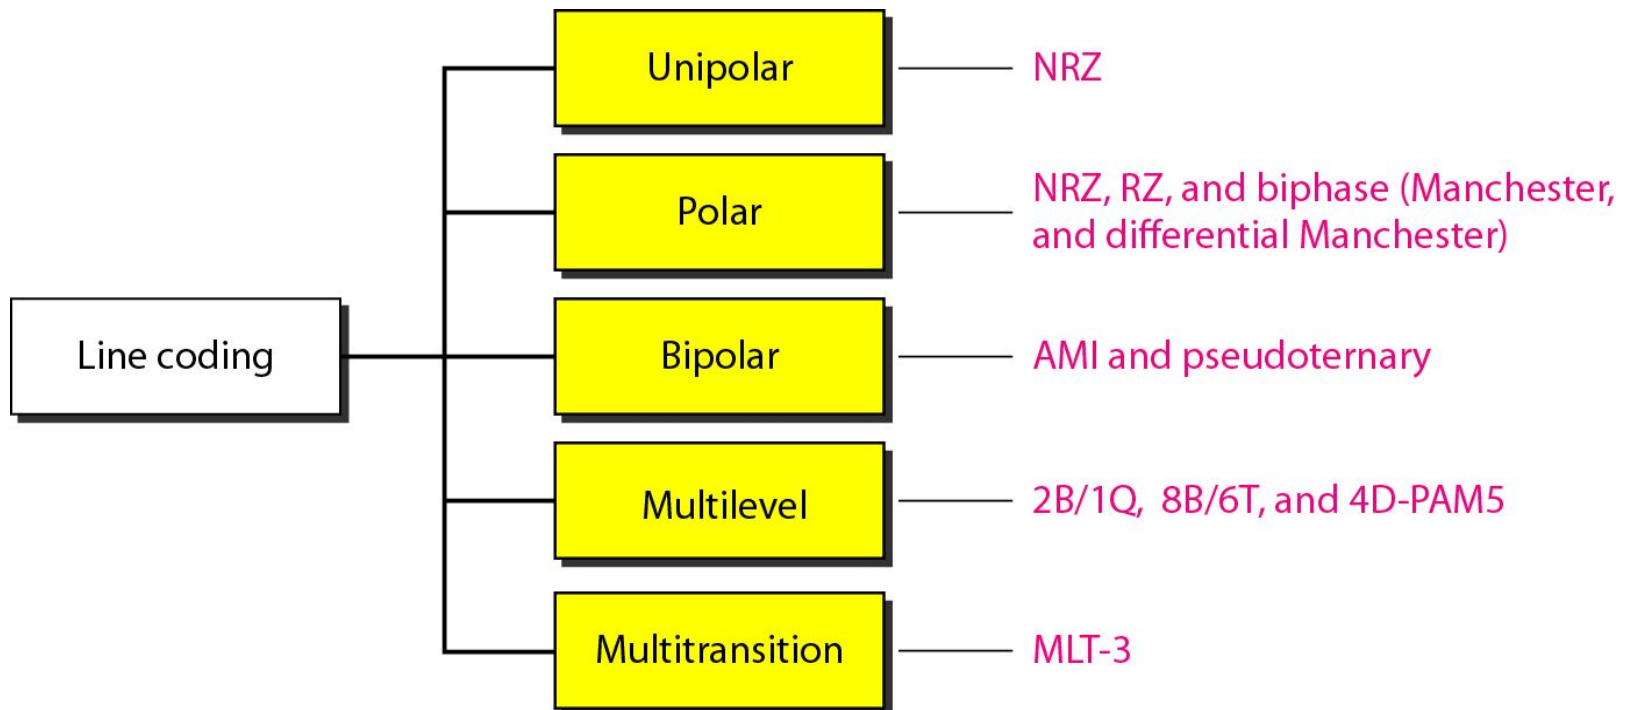 Unipolar
NRZ
Polar
NRZ, RZ, and biphase (Manchester,
and differential Manchester)
Line coding
Bipolar
AMI and pseudoternary
Multilevel
2B/1Q, 8B/6T, and 4D-PAM5
Multitransition
MLT-3